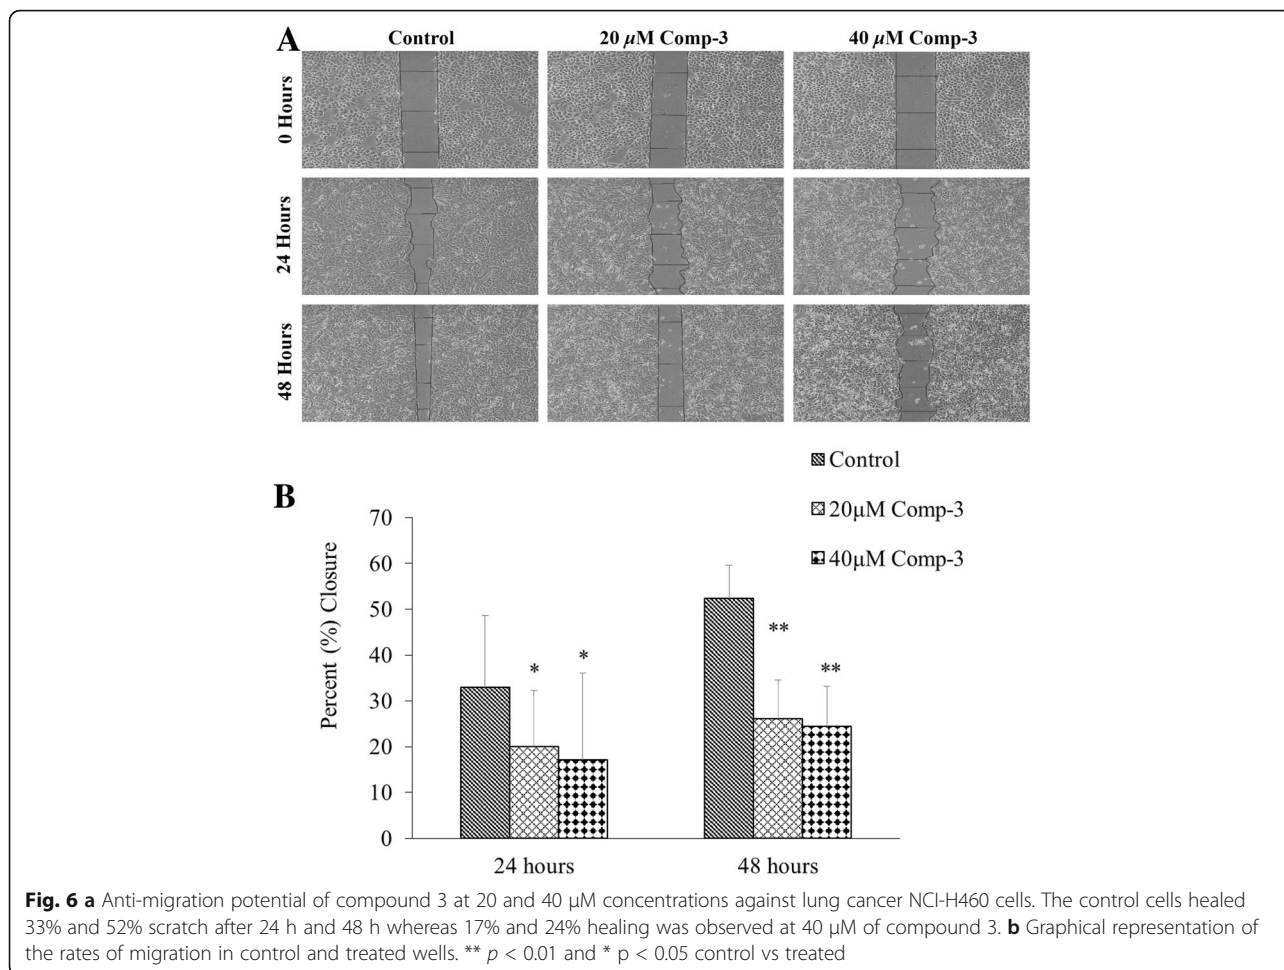 A
Control
20 µM Comp-3
40 µM Comp-3
0 Hours
24 Hours
48 Hours
B
Control
20µM Comp-3
40µM Comp-3
Percent (%) Closure
70
60
50
40
30
20
10
0
*
*
**
**
24 hours
48 hours
Fig. 6 a Anti-migration potential of compound 3 at 20 and 40 µM concentrations against lung cancer NCI-H460 cells. The control cells healed
33% and 52% scratch after 24 h and 48 h whereas 17% and 24% healing was observed at 40 µM of compound 3. b Graphical representation of
the rates of migration in control and treated wells. ** p < 0.01 and * p < 0.05 control vs treated